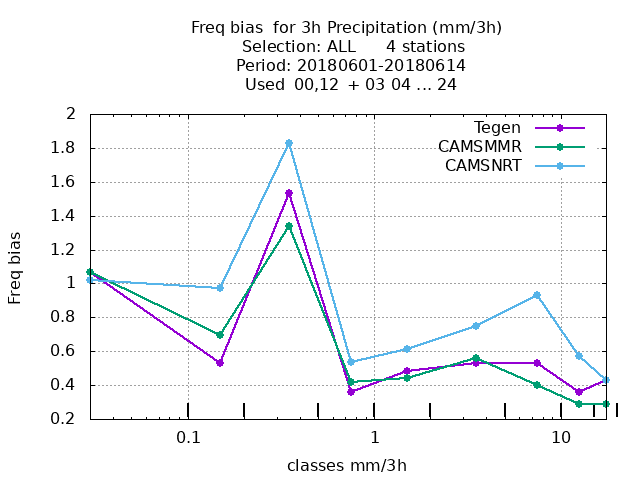 Freq bias  for 3h Precipitation (mm/3h)
Selection: ALL      4 stations
Period: 20180601-20180614
Used  00,12  + 03 04 ... 24
2
1.8
1.6
1.4
1.2
1
0.8
0.6
0.4
0.2
Freq bias
Tegen
CAMSMMR
CAMSNRT
0.1
1
10
classes mm/3h